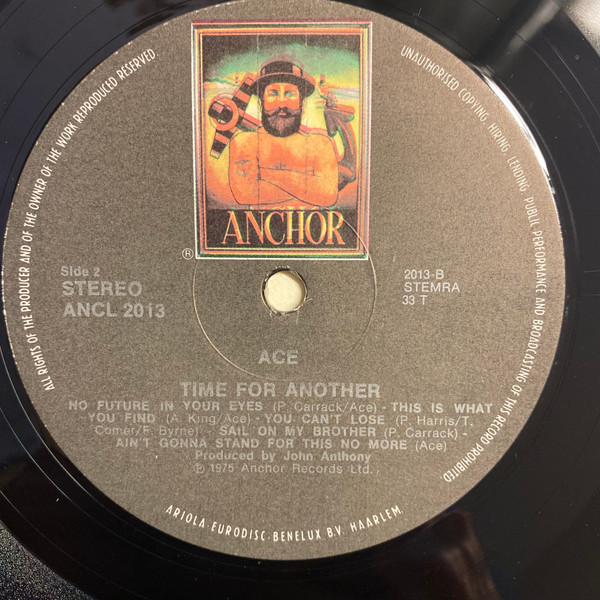 ALL RIGHTS OF THE PRODUCER AND OF THE OWNER OF THE WORK REPRODUCED RESERVED.
UNAUTHORISED COPYING, HIRING, LENDING, PUBLIC PERFORMANCE AND BROADCASTING OF THIS RECORD PROHIBITED.
ANCHOR
®
Side 2
STEREO
ANCL 2013
2013-B
STEMRA
33 T
ACE
TIME FOR ANOTHER
NO FUTURE IN YOUR EYES (P. Carrack/Ace) - THIS IS WHAT
YOU FIND (A. King/Ace) - YOU CAN'T LOSE (P. Harris/T.
Comer/F. Byrne) - SAIL ON MY BROTHER (P. Carrack) -
AIN'T GONNA STAND FOR THIS NO MORE (Ace)
Produced by John Anthony
℗ 1975 Anchor Records Ltd.
ARIOLA-EURODISC-BENELUX B.V. HAARLEM.